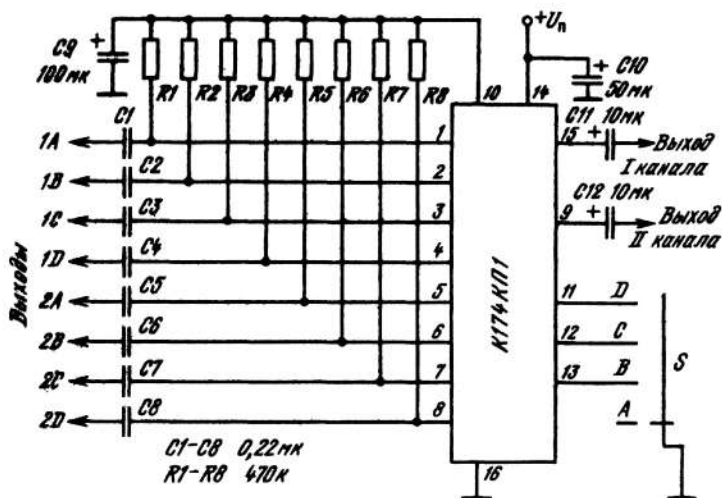 +Uп
C9
+
100мк
+
C10
50мк
R1
R2
R3
R4
R5
R6
R7
R8
10
14
C11 10мк
C1
1
15
+
Выход
I канала
1A
C2
2
1B
C12 10мк
C3
3
9
+
Выход
II канала
1C
C4
4
1D
Выходы
C5
5
К174КП1
11
D
2A
C6
6
12
C
S
2B
C7
7
13
B
2C
C8
8
A
2D
C1-C8 0,22мк
R1-R8 470к
16